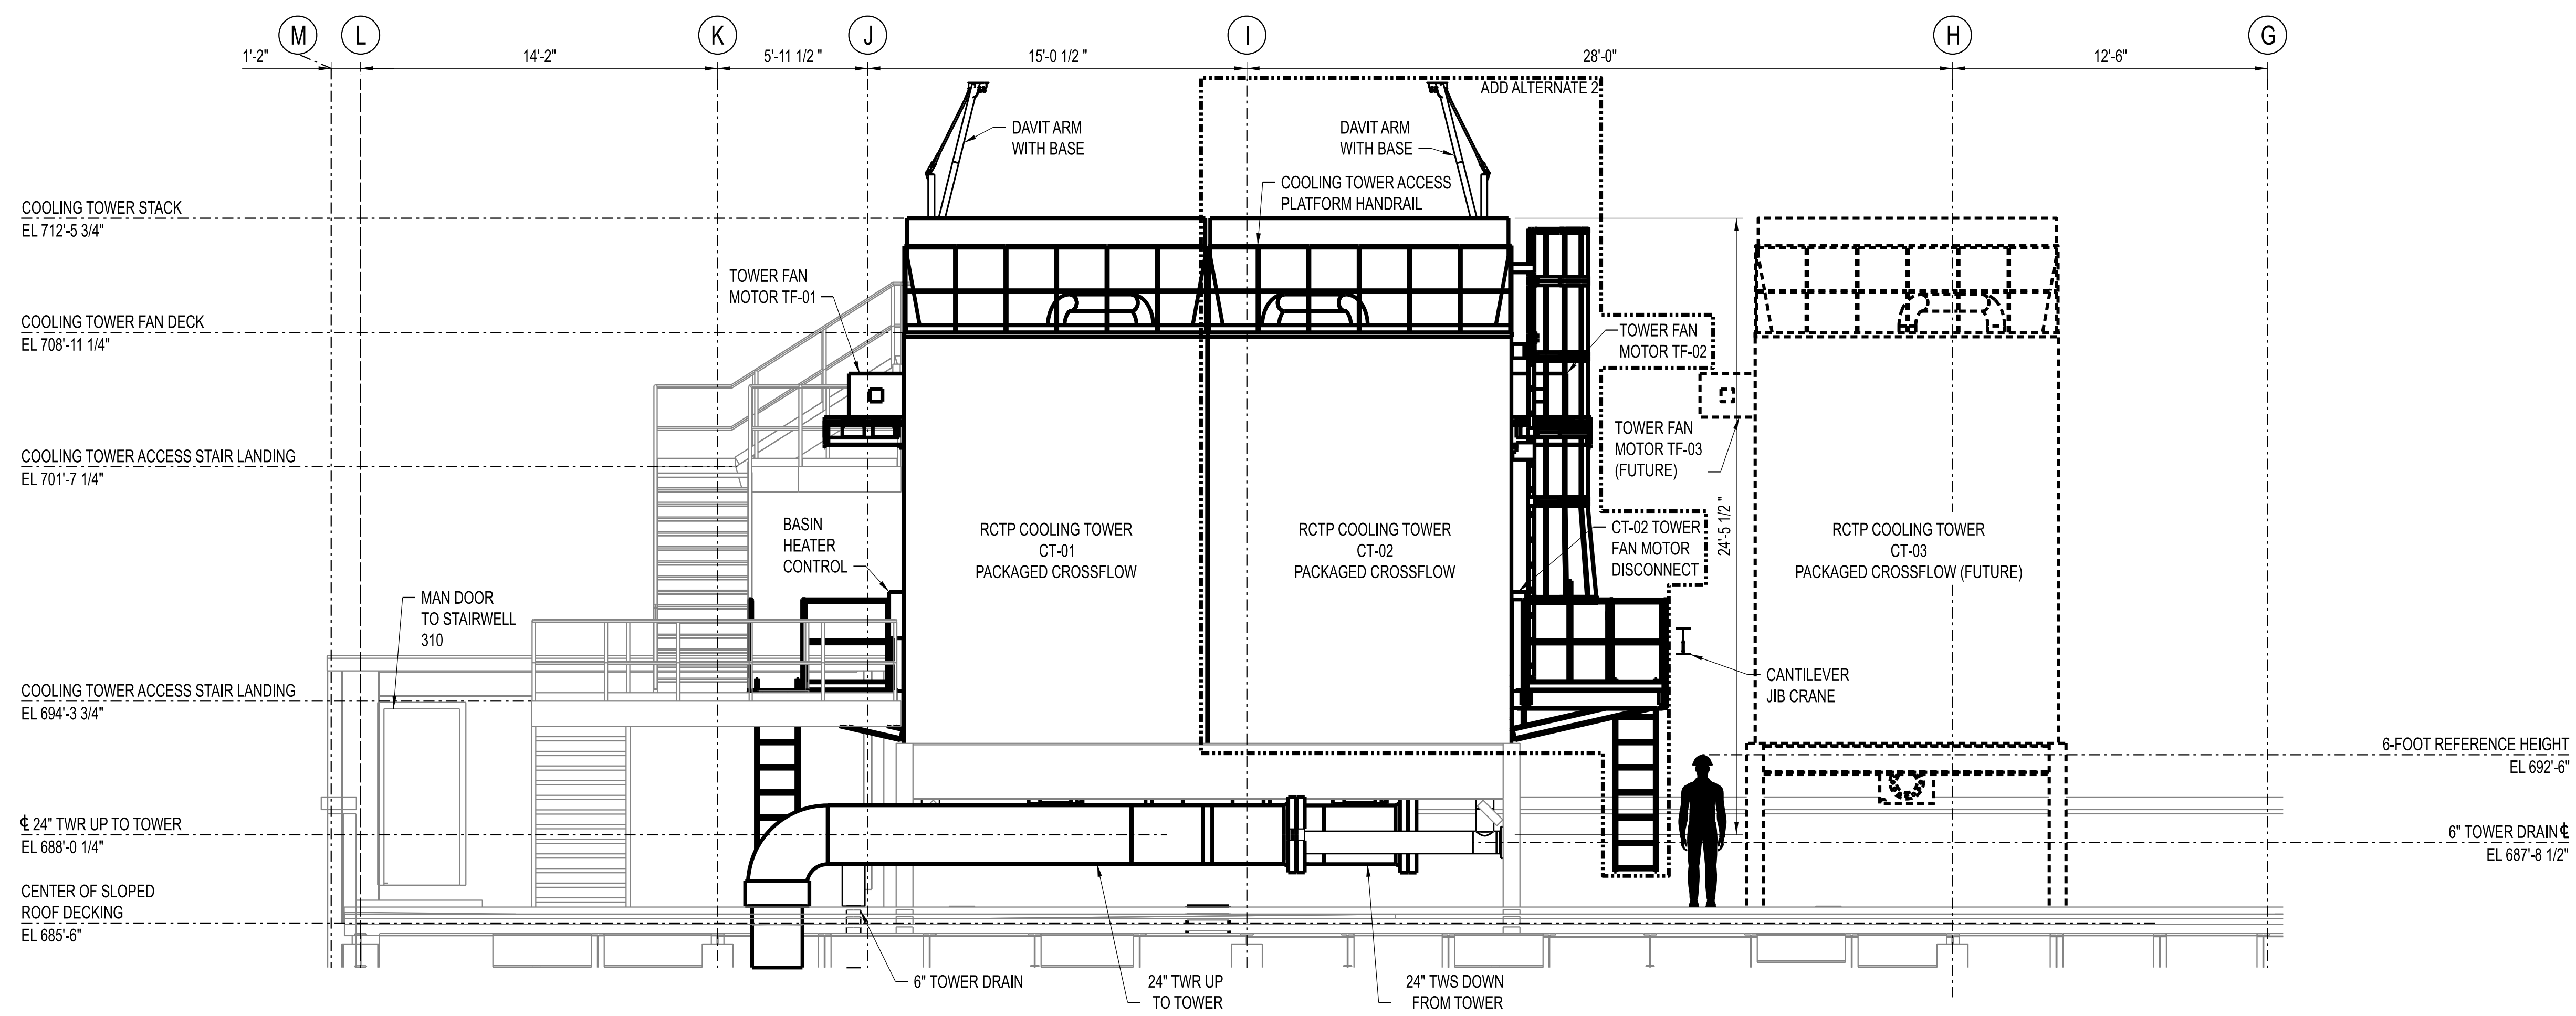 M
L
K
J
I
H
G
1'-2"
14'-2"
5'-11 1/2 "
15'-0 1/2 "
28'-0"
12'-6"
ADD ALTERNATE 2
DAVIT ARM
WITH BASE
DAVIT ARM
WITH BASE
COOLING TOWER ACCESS
PLATFORM HANDRAIL
COOLING TOWER STACK
EL 712'-5 3/4"
TOWER FAN
MOTOR TF-01
COOLING TOWER FAN DECK
EL 708'-11 1/4"
TOWER FAN
MOTOR TF-02
TOWER FAN
MOTOR TF-03
(FUTURE)
COOLING TOWER ACCESS STAIR LANDING
EL 701'-7 1/4"
24'-5 1/2 "
BASIN
HEATER
CONTROL
RCTP COOLING TOWER
CT-01
PACKAGED CROSSFLOW
RCTP COOLING TOWER
CT-02
PACKAGED CROSSFLOW
CT-02 TOWER
FAN MOTOR
DISCONNECT
RCTP COOLING TOWER
CT-03
PACKAGED CROSSFLOW (FUTURE)
MAN DOOR
TO STAIRWELL
310
COOLING TOWER ACCESS STAIR LANDING
EL 694'-3 3/4"
CANTILEVER
JIB CRANE
6-FOOT REFERENCE HEIGHT
EL 692'-6"
℄ 24" TWR UP TO TOWER
EL 688'-0 1/4"
6" TOWER DRAIN ℄
EL 687'-8 1/2"
CENTER OF SLOPED
ROOF DECKING
EL 685'-6"
6" TOWER DRAIN
24" TWR UP
TO TOWER
24" TWS DOWN
FROM TOWER